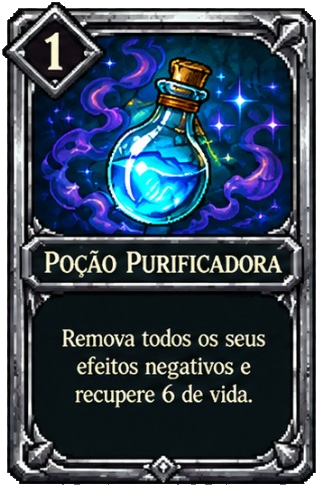 1
Poção Purificadora
Remova todos os seus
efeitos negativos e
recupere 6 de vida.